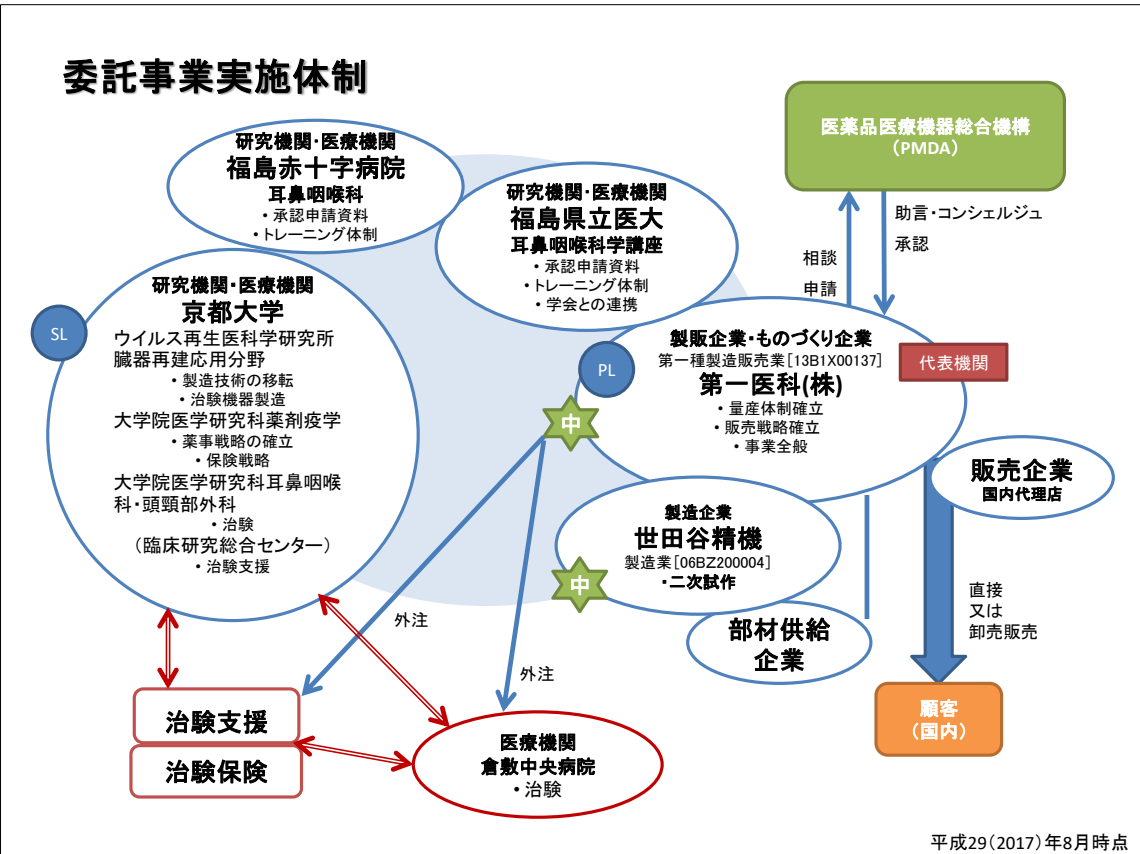 委託事業実施体制
医薬品医療機器総合機構
（PMDA）
研究機関・医療機関
福島赤十字病院
耳鼻咽喉科
・承認申請資料
・トレーニング体制
研究機関・医療機関
福島県立医大
耳鼻咽喉科学講座
・承認申請資料
・トレーニング体制
・学会との連携
助言・コンシェルジュ
承認
相談
申請
SL
研究機関・医療機関
京都大学
ウイルス再生医科学研究所
臓器再建応用分野
・製造技術の移転
・治験機器製造
大学院医学研究科薬剤疫学
・薬事戦略の確立
・保険戦略
大学院医学研究科耳鼻咽喉
科・頭頸部外科
・治験
（臨床研究総合センター）
・治験支援
PL
製販企業・ものづくり企業
第一種製造販売業[13B1X00137]
第一医科(株)
・量産体制確立
・販売戦略確立
・事業全般
代表機関
中
販売企業
国内代理店
製造企業
世田谷精機
製造業[06BZ200004]
・二次試作
中
部材供給
企業
直接
又は
卸売販売
外注
外注
治験支援
治験保険
医療機関
倉敷中央病院
・治験
顧客
（国内）
平成29（2017）年8月時点